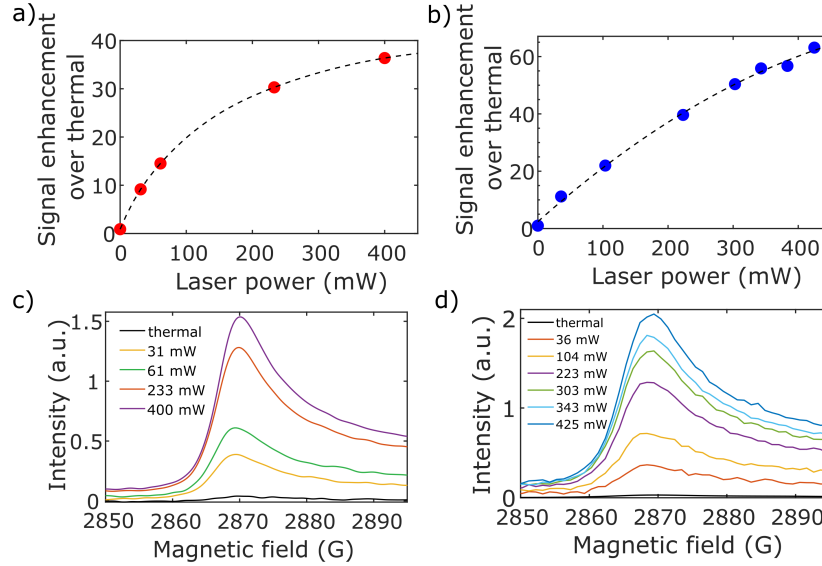 a)
Signal enhancement
over thermal
40
30
20
10
0
0
100
200
300
400
Laser power (mW)
b)
Signal enhancement
over thermal
60
40
20
0
0
100
200
300
400
Laser power (mW)
c)
Intensity (a.u.)
1.5
1
0.5
0
thermal
31 mW
61 mW
233 mW
400 mW
2850
2860
2870
2880
2890
Magnetic field (G)
d)
Intensity (a.u.)
2
1
0
thermal
36 mW
104 mW
223 mW
303 mW
343 mW
425 mW
2850
2860
2870
2880
2890
Magnetic field (G)